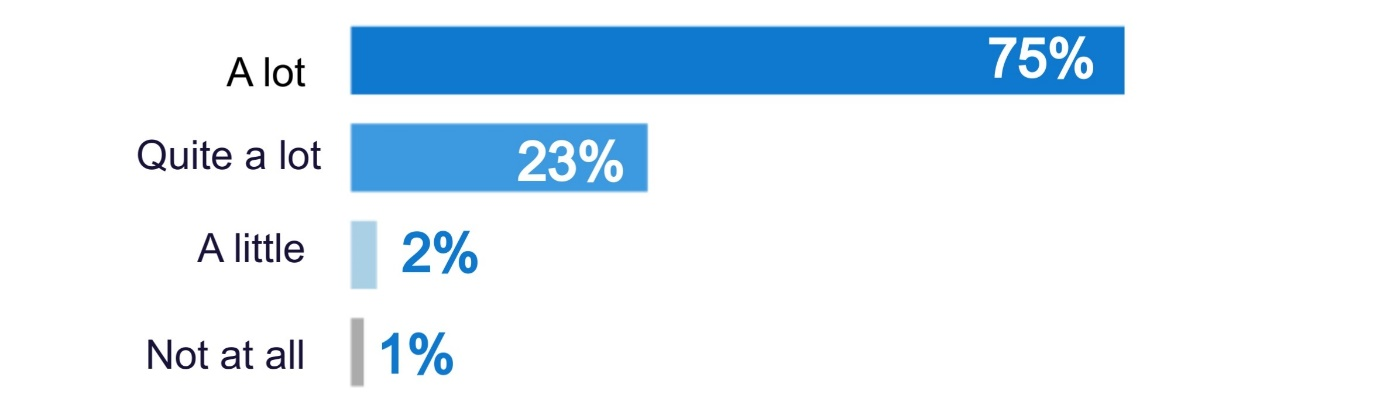 A lot 75%
Quite a lot 23%
A little 2%
Not at all 1%